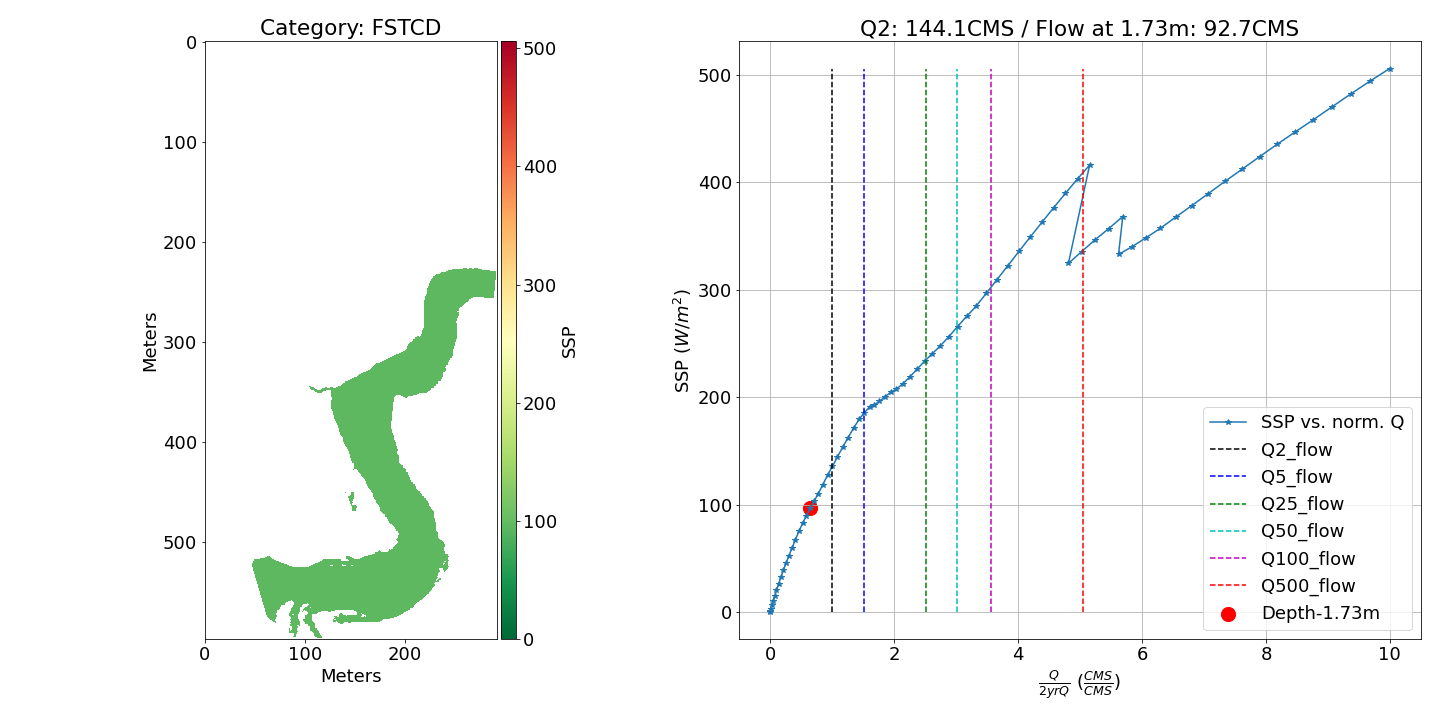 Category: FSTCD
0
100
200
300
400
500
Meters
0
100
200
Meters
500
400
300
200
100
0
SSP
Q2: 144.1CMS / Flow at 1.73m: 92.7CMS
500
400
300
200
100
0
SSP (W/m²)
0
2
4
6
8
10
Q/2yrQ (CMS/CMS)
SSP vs. norm. Q
Q2_flow
Q5_flow
Q25_flow
Q50_flow
Q100_flow
Q500_flow
Depth-1.73m